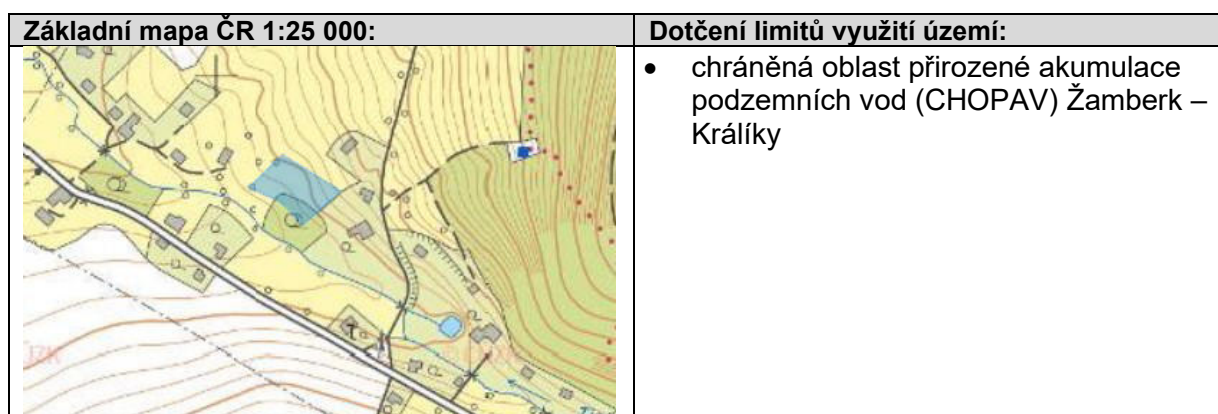 Základní mapa ČR 1:25 000:
Dotčení limitů využití území:
• chráněná oblast přirozené akumulace
podzemních vod (CHOPAV) Žamberk –
Králíky